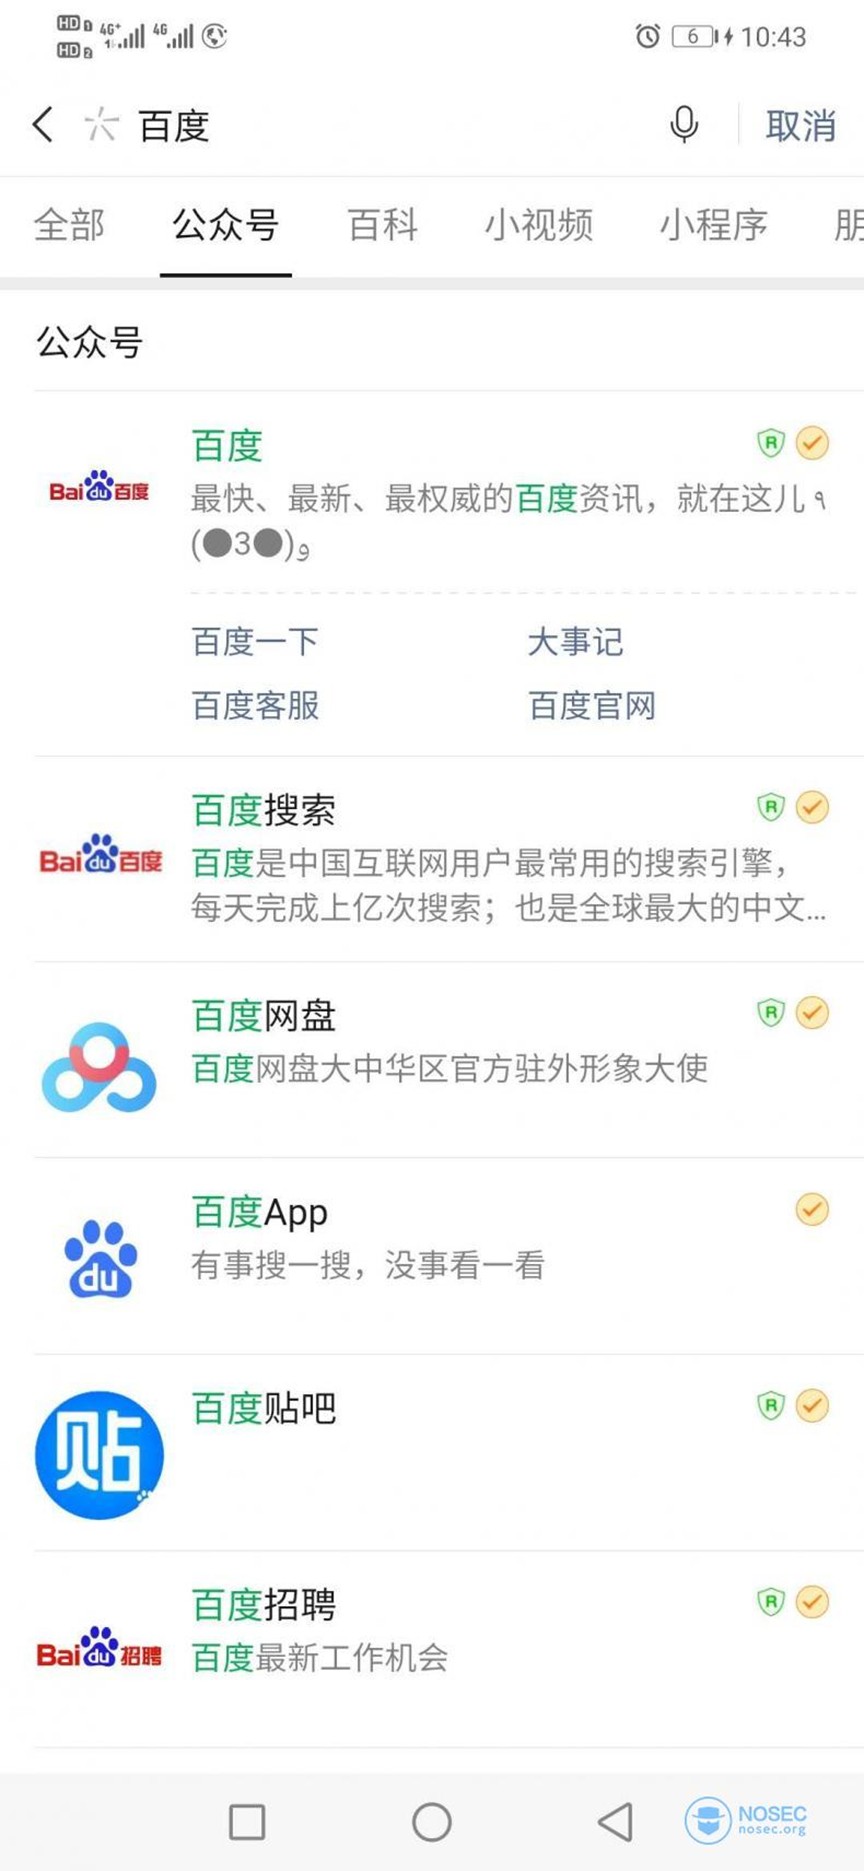 HD 1 4G+ 4G 6 10:43
HD 2
百度 取消
全部 公众号 百科 小视频 小程序
公众号
百度 R
Bai du 百度
最快、最新、最权威的百度资讯，就在这儿٩
(●3●)و
百度一下 大事记
百度客服 百度官网
百度搜索 R
Bai du 百度
百度是中国互联网用户最常用的搜索引擎，
每天完成上亿次搜索；也是全球最大的中文...
百度网盘 R
百度网盘大中华区官方驻外形象大使
百度App
du
有事搜一搜，没事看一看
百度贴吧 R
贴
百度招聘 R
Bai du 招聘
百度最新工作机会
NOSEC
nosec.org